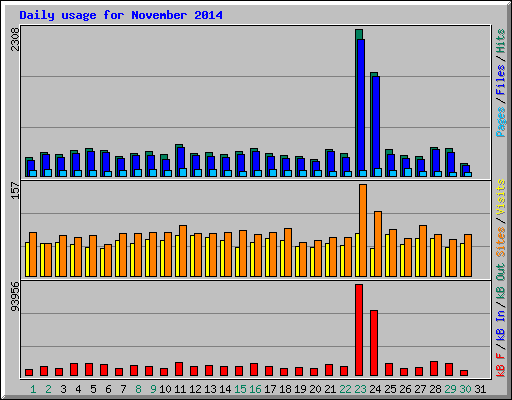 Daily usage for November 2014
2308
Pages / Files / Hits
157
Sites / Visits
93956
kB F / kB In / kB Out
1 2 3 4 5 6 7 8 9 10 11 12 13 14 15 16 17 18 19 20 21 22 23 24 25 26 27 28 29 30 31